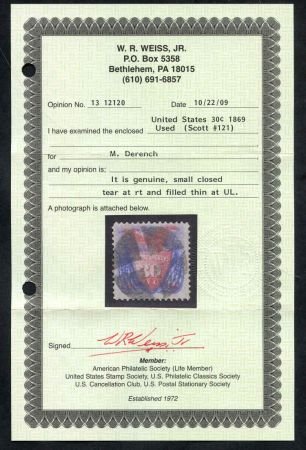 W. R. WEISS, JR.
P.O. Box 5358
Bethlehem, PA 18015
(610) 691-6857
Opinion No. 13 12120 Date 10/22/09
United States 30¢ 1869
I have examined the enclosed Used (Scott #121)
for M. Derench
and my opinion is:
It is genuine, small closed
tear at rt and filled thin at UL.
A photograph is attached below.
Signed W R Weiss, Jr
Member:
American Philatelic Society (Life Member)
United States Stamp Society, U.S. Philatelic Classics Society
U.S. Cancellation Club, U.S. Postal Stationery Society
Established 1972